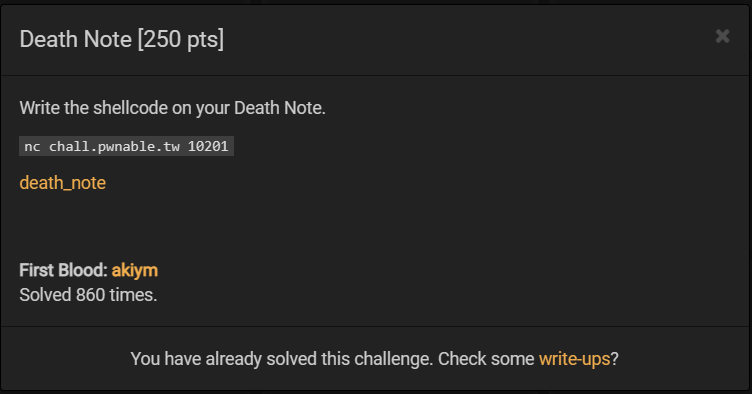 Death Note [250 pts]
Write the shellcode on your Death Note.
nc chall.pwnable.tw 10201
death_note
First Blood: akiym
Solved 860 times.
You have already solved this challenge. Check some write-ups?